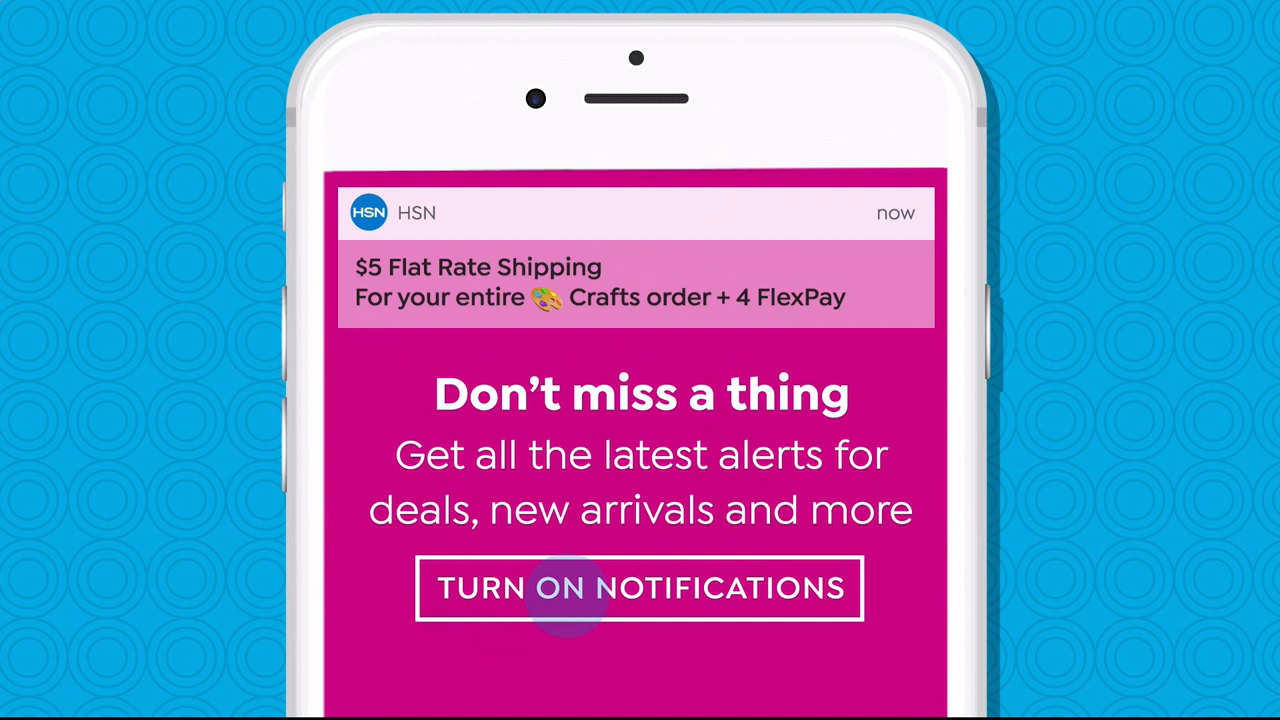 HSN HSN now
$5 Flat Rate Shipping
For your entire 🎨 Crafts order + 4 FlexPay
Don't miss a thing
Get all the latest alerts for
deals, new arrivals and more
TURN ON NOTIFICATIONS